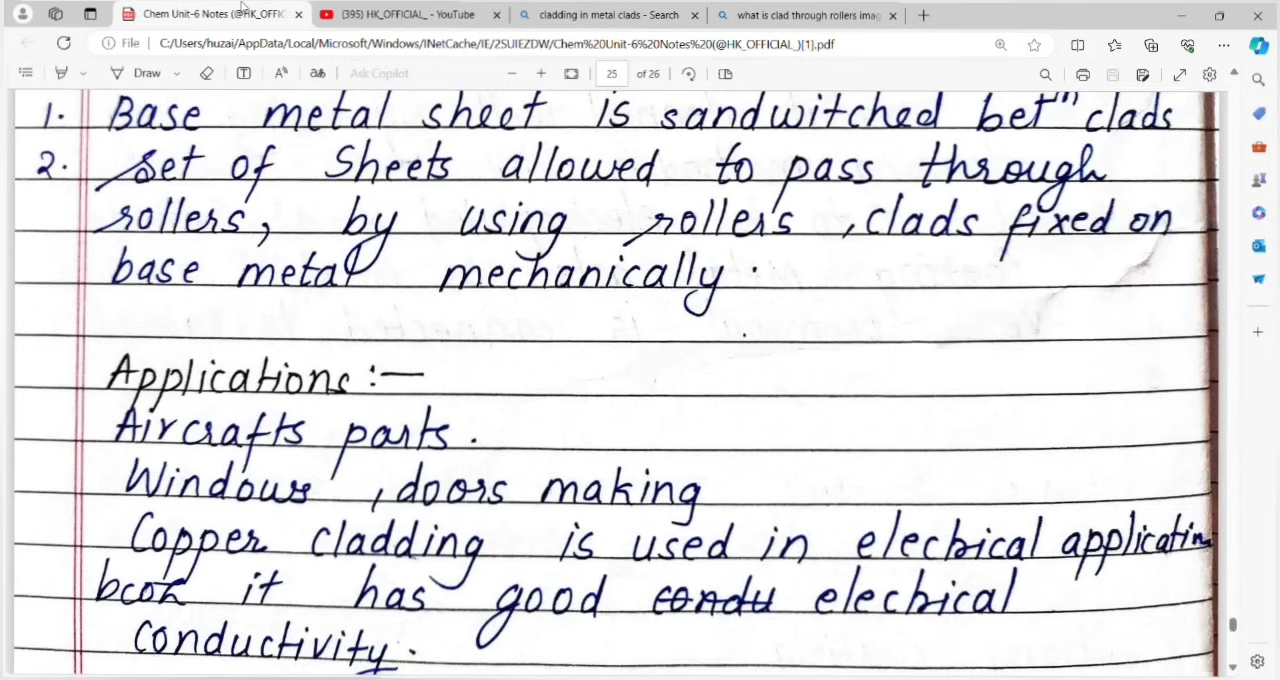 Chem Unit-6 Notes (@HK_OFFIC
(395) HK_OFFICIAL_ - YouTube
cladding in metal clads - Search
what is clad through rollers imag
File
C:/Users/huzai/AppData/Local/Microsoft/Windows/INetCache/IE/2SUIEZDW/Chem%20Unit-6%20Notes%20(@HK_OFFICIAL_)[1].pdf
Draw
Ask Copilot
25 of 26
1. Base metal sheet is sandwitched betⁿ clads
2. Set of Sheets allowed to pass through
rollers, by using rollers, clads fixed on
base metal mechanically.
Applications :—
Aircrafts parts.
Windows, doors making
Copper cladding is used in electrical application
bcoz it has good condu electrical
conductivity.